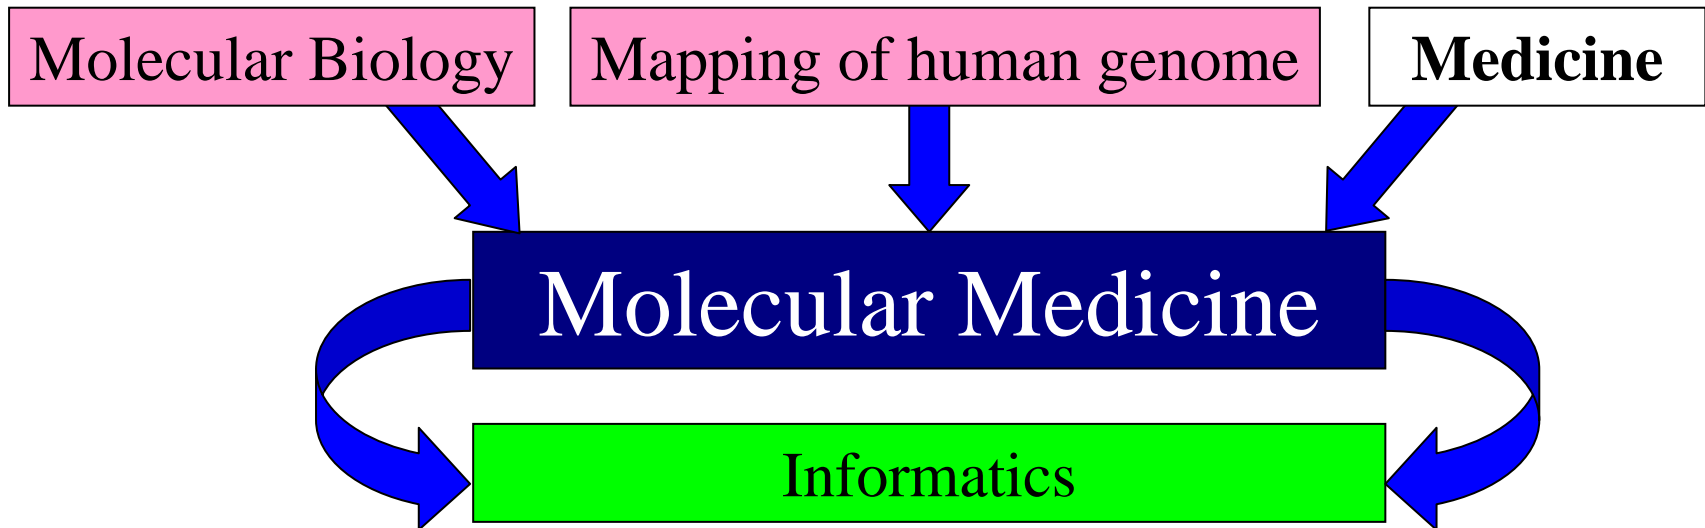 Molecular Biology
Mapping of human genome
Medicine
Molecular Medicine
Informatics